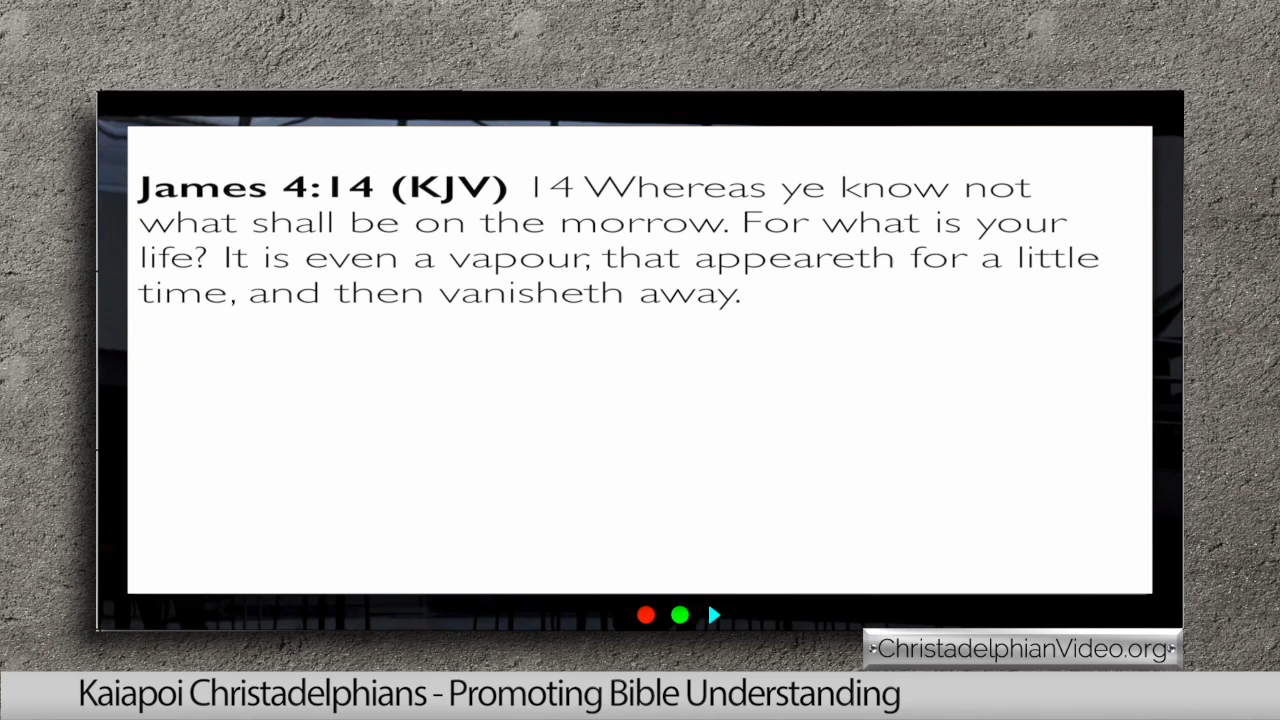 James 4:14 (KJV) 14 Whereas ye know not
what shall be on the morrow. For what is your
life? It is even a vapour, that appeareth for a little
time, and then vanisheth away.
ChristadelphianVideo.org
Kaiapoi Christadelphians - Promoting Bible Understanding